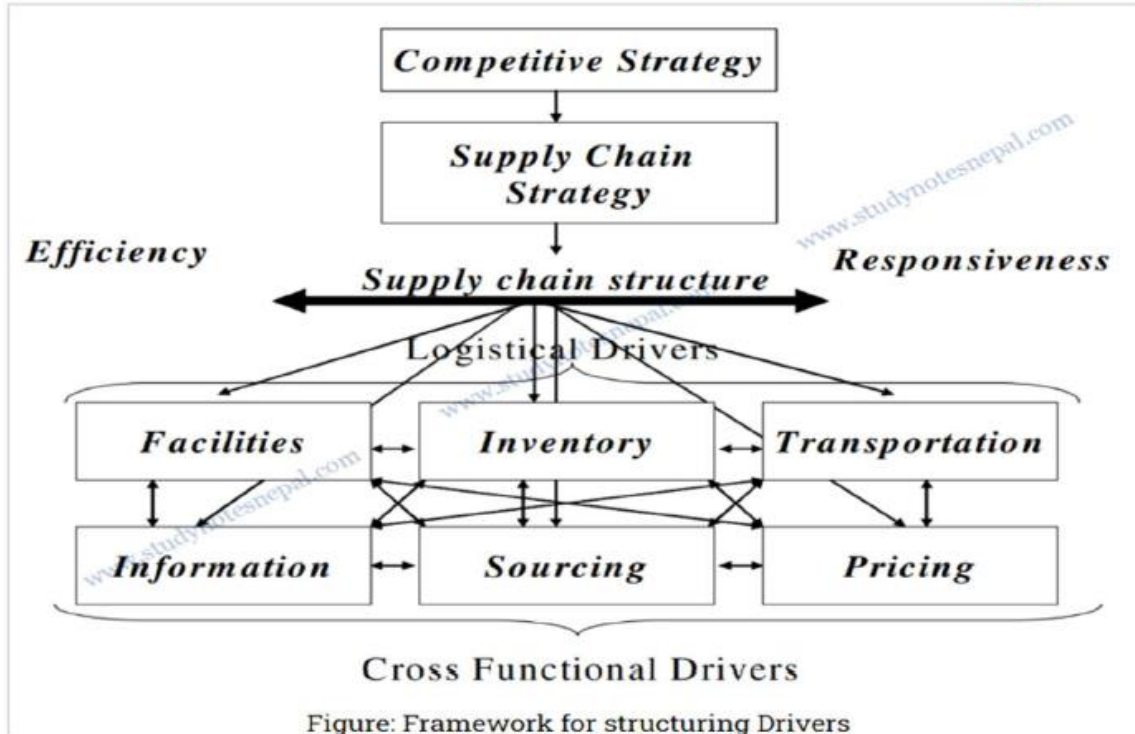 Competitive Strategy
Supply Chain
Strategy
www.studynotesnepal.com
Efficiency
Responsiveness
Supply chain structure
Logistical Drivers
www.studynotesnepal.com
Facilities
Inventory
Transportation
www.studynotesnepal.com
Information
Sourcing
Pricing
Cross Functional Drivers
Figure: Framework for structuring Drivers